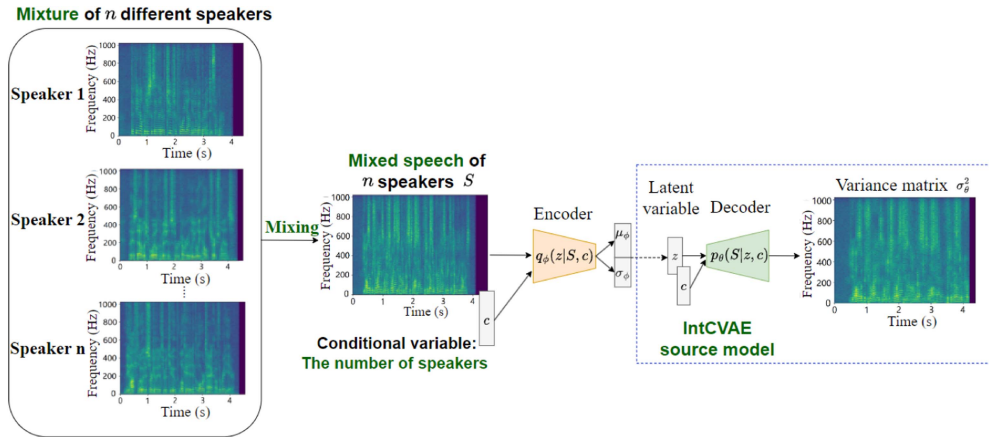 Mixture of n different speakers
Speaker 1
Frequency (Hz)
1000
800
600
400
200
0
0 1 2 3 4
Time (s)
Speaker 2
Frequency (Hz)
1000
800
600
400
200
0
0 1 2 3 4
Time (s)
Speaker n
Frequency (Hz)
1000
800
600
400
200
0
0 1 2 3 4
Time (s)
Mixing
Mixed speech of
n speakers S
Frequency (Hz)
1000
800
600
400
200
0
0 1 2 3 4
Time (s)
c
Conditional variable:
The number of speakers
Encoder
qϕ(z|S, c)
μϕ
σϕ
Latent
variable
z
c
Decoder
pθ(S|z, c)
IntCVAE
source model
Variance matrix σ²θ
Frequency (Hz)
1000
800
600
400
200
0
0 1 2 3 4
Time (s)